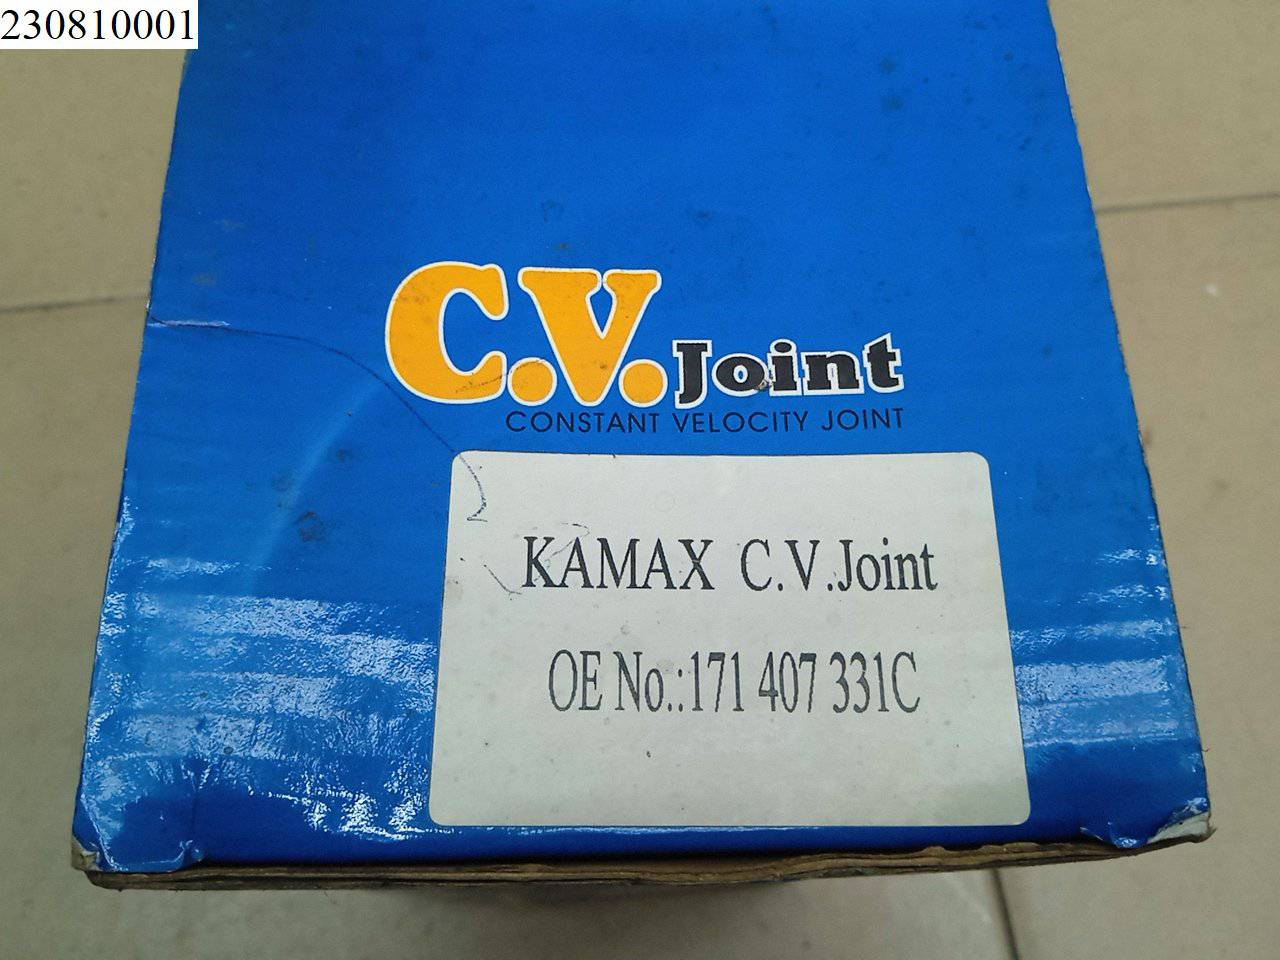 230810001
C.V. Joint
CONSTANT VELOCITY JOINT
KAMAX C.V.Joint
OE No.:171 407 331C